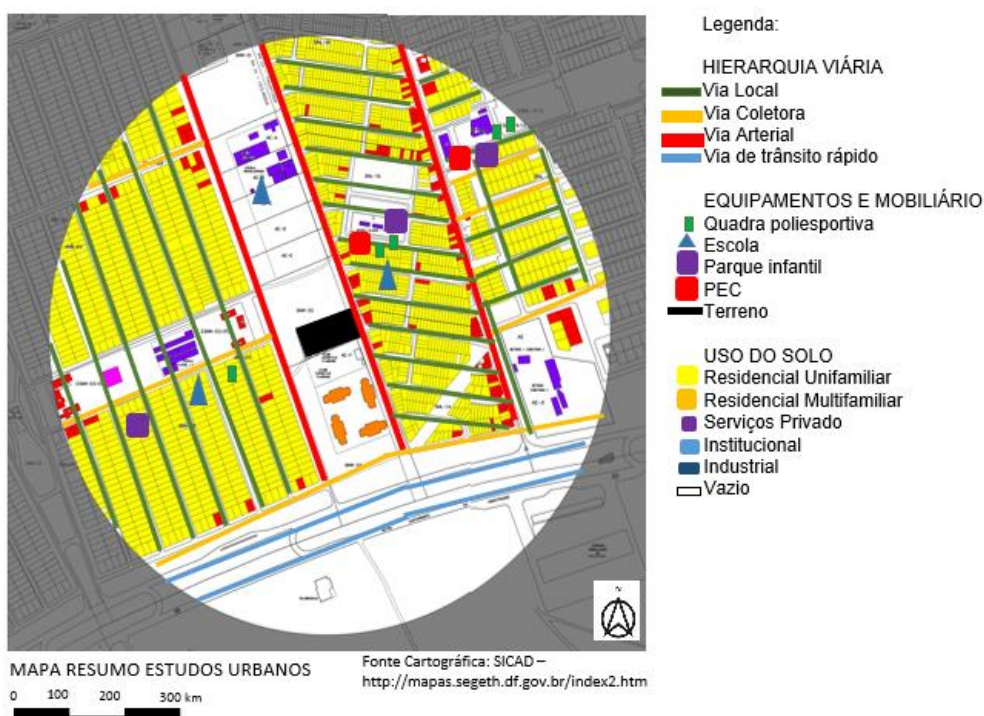 Legenda:
HIERARQUIA VIÁRIA
Via Local
Via Coletora
Via Arterial
Via de trânsito rápido
EQUIPAMENTOS E MOBILIÁRIO
Quadra poliesportiva
Escola
Parque infantil
PEC
Terreno
USO DO SOLO
Residencial Unifamiliar
Residencial Multifamiliar
Serviços Privado
Institucional
Industrial
Vazio
N
MAPA RESUMO ESTUDOS URBANOS
0 100 200 300 km
Fonte Cartográfica: SICAD –
http://mapas.segeth.df.gov.br/index2.htm